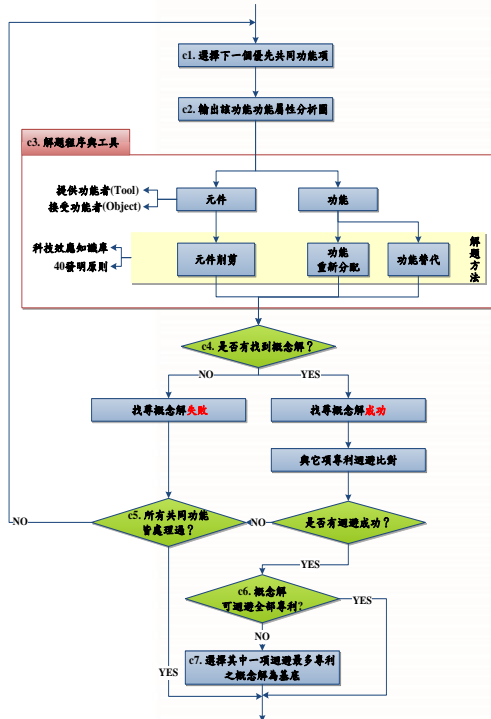 c1. 選擇下一個優先共同功能項
c2. 輸出該功能功能屬性分析圖
c3. 解題程序與工具
提供功能者(Tool)
接受功能者(Object)
元件
功能
科技效應知識庫
40發明原則
元件削剪
功能
重新分配
功能替代
解題方法
c4. 是否有找到概念解？
NO
YES
找尋概念解失敗
找尋概念解成功
與它項專利迴避比對
NO
c5. 所有共同功能
皆處理過？
NO
是否有迴避成功？
YES
c6. 概念解
可迴避全部專利?
YES
NO
c7. 選擇其中一項迴避最多專利
之概念解為基底
YES